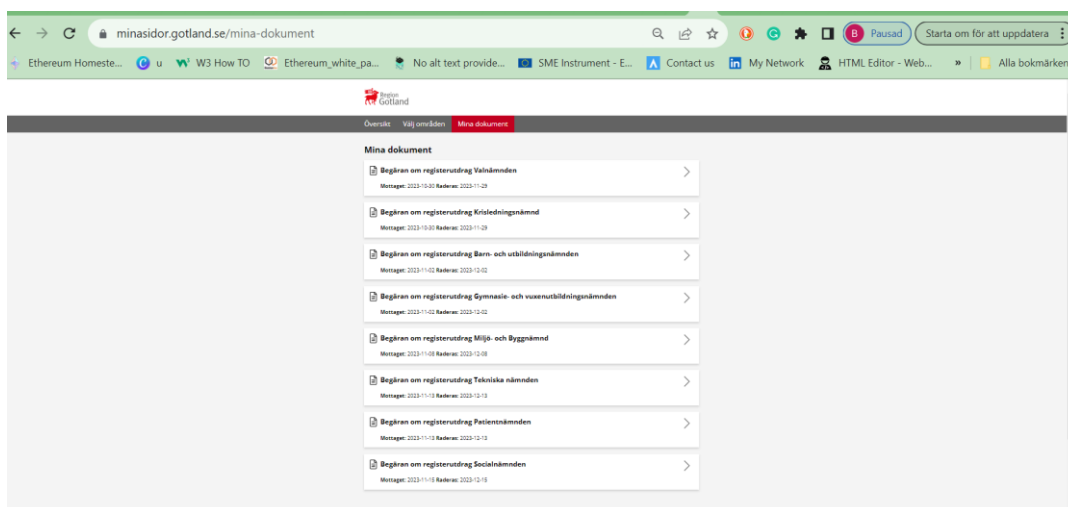 minasidor.gotland.se/mina-dokument
B Pausad
Starta om för att uppdatera
Ethereum Homeste...
u
W3 How TO
Ethereum_white_pa...
No alt text provide...
SME Instrument - E...
Contact us
My Network
HTML Editor - Web...
»
Alla bokmärken
Region
Gotland
Översikt Välj områden Mina dokument
Mina dokument
Begäran om registerutdrag Valnämnden
Mottaget: 2023-10-30 Raderas: 2023-11-29
Begäran om registerutdrag Krisledningsnämnd
Mottaget: 2023-10-30 Raderas: 2023-11-29
Begäran om registerutdrag Barn- och utbildningsnämnden
Mottaget: 2023-11-02 Raderas: 2023-12-02
Begäran om registerutdrag Gymnasie- och vuxenutbildningsnämnden
Mottaget: 2023-11-02 Raderas: 2023-12-02
Begäran om registerutdrag Miljö- och Byggnämnd
Mottaget: 2023-11-08 Raderas: 2023-12-08
Begäran om registerutdrag Tekniska nämnden
Mottaget: 2023-11-13 Raderas: 2023-12-13
Begäran om registerutdrag Patientnämnden
Mottaget: 2023-11-13 Raderas: 2023-12-13
Begäran om registerutdrag Socialnämnden
Mottaget: 2023-11-15 Raderas: 2023-12-15